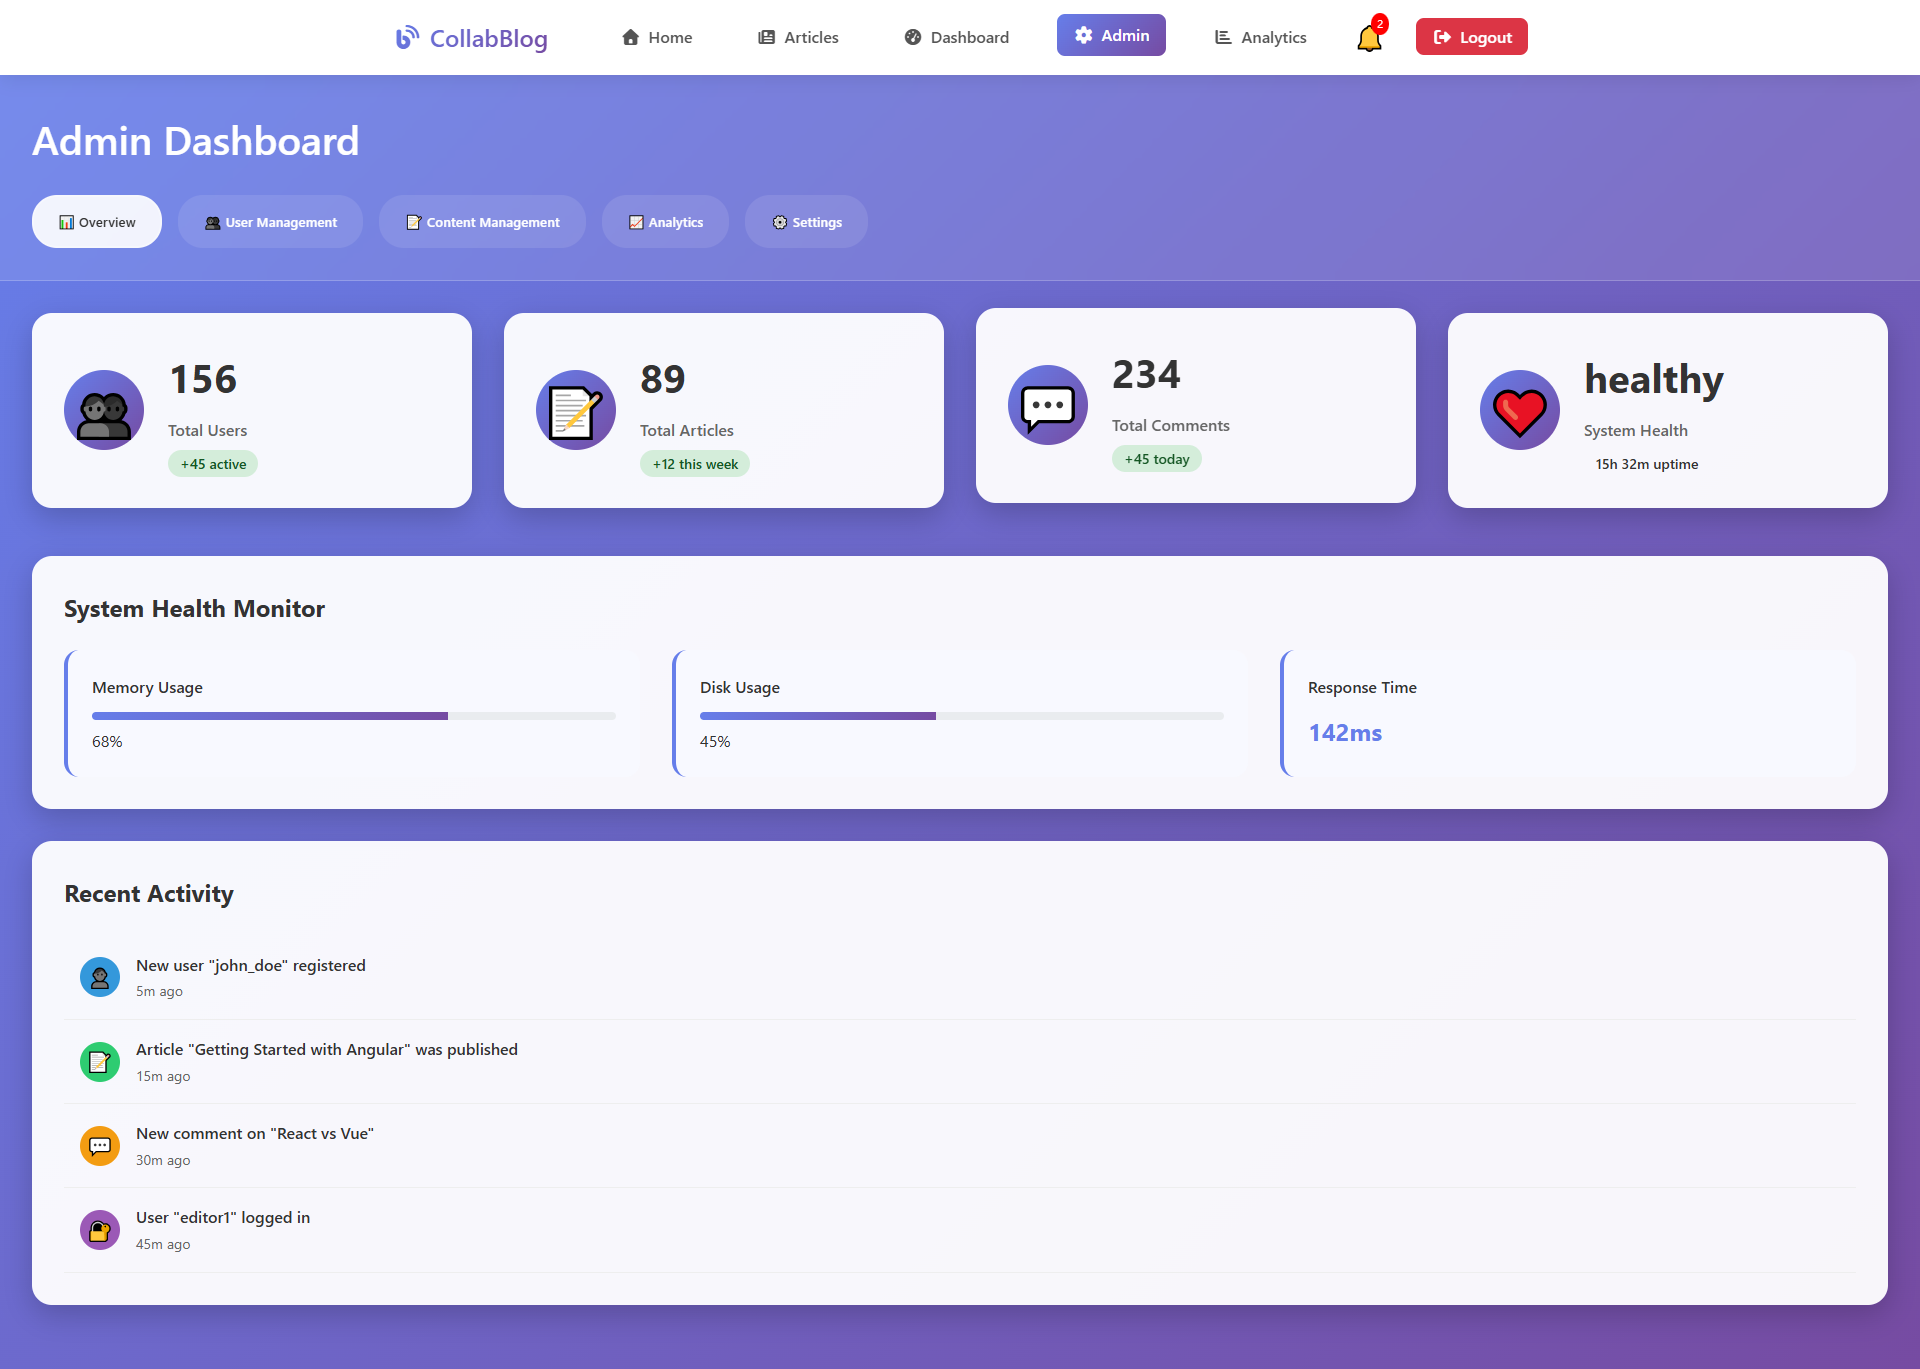 CollabBlog
Home
Articles
Dashboard
Admin
Analytics
2
Logout
Admin Dashboard
Overview
User Management
Content Management
Analytics
Settings
156
Total Users
+45 active
89
Total Articles
+12 this week
234
Total Comments
+45 today
healthy
System Health
15h 32m uptime
System Health Monitor
Memory Usage
68%
Disk Usage
45%
Response Time
142ms
Recent Activity
New user "john_doe" registered
5m ago
Article "Getting Started with Angular" was published
15m ago
New comment on "React vs Vue"
30m ago
User "editor1" logged in
45m ago